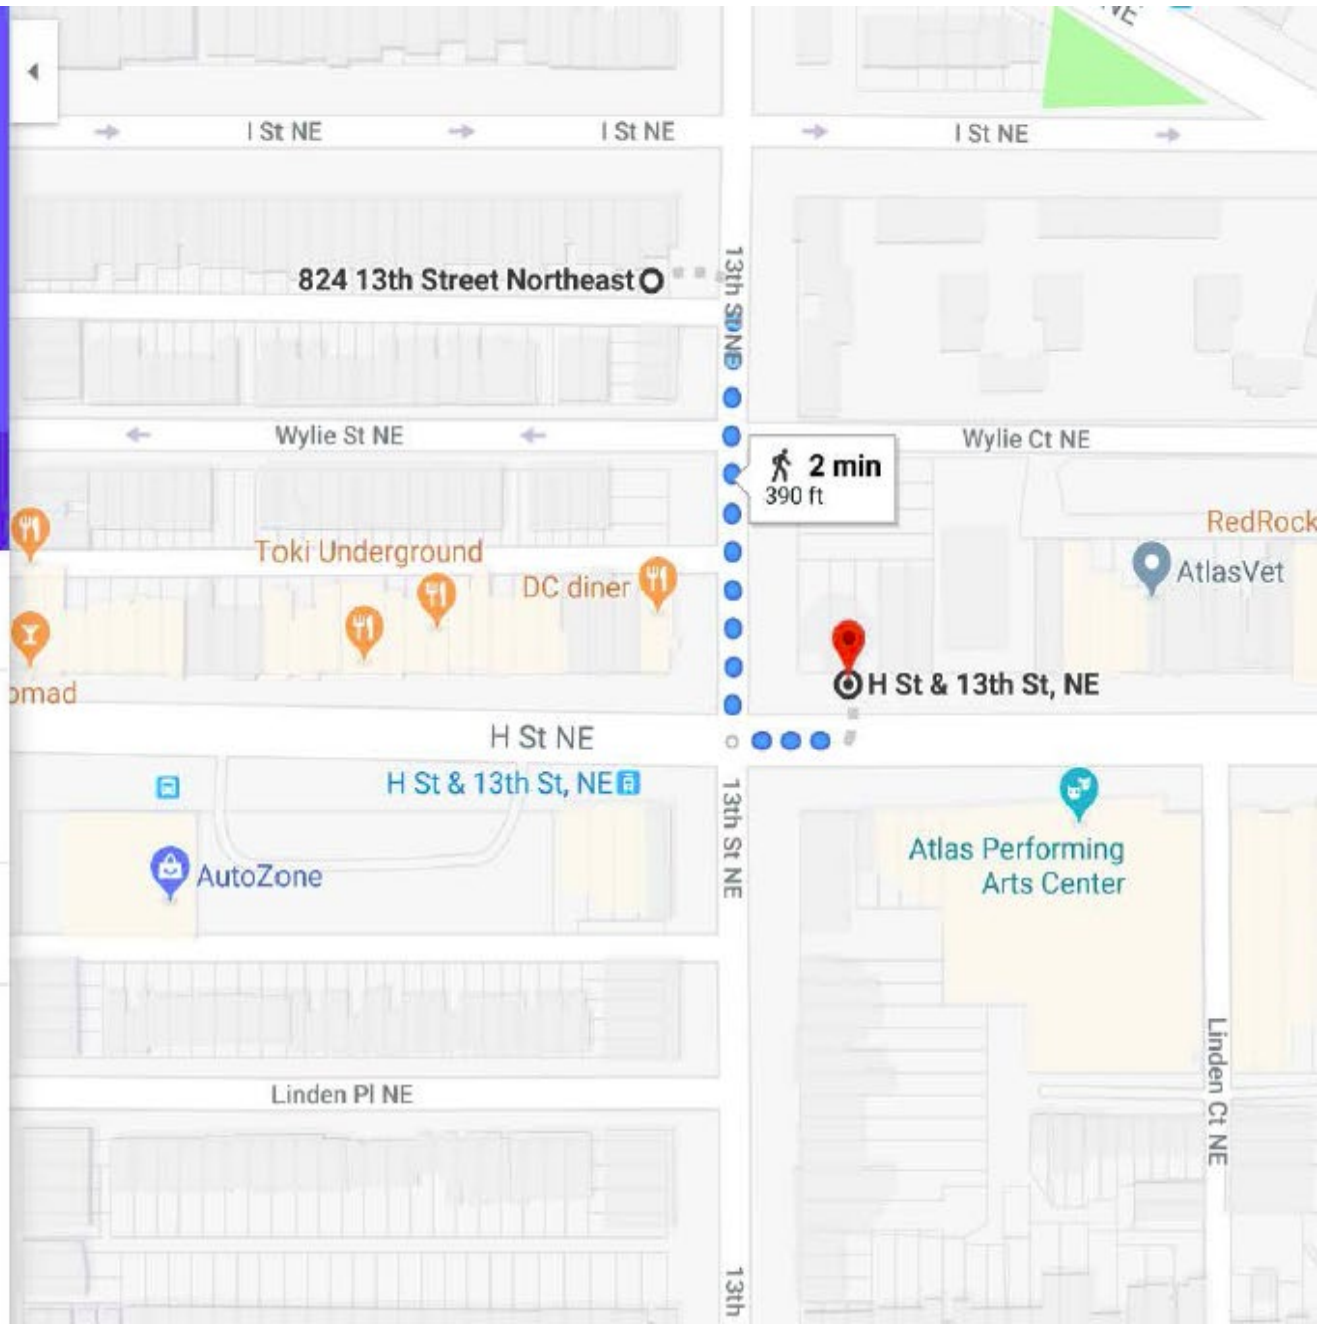 NE
I St NE
I St NE
I St NE
824 13th Street Northeast
13th St NE
Wylie St NE
Wylie Ct NE
2 min
390 ft
RedRock
Toki Underground
DC diner
AtlasVet
omad
H St & 13th St, NE
H St NE
H St & 13th St, NE
13th St NE
AutoZone
Atlas Performing
Arts Center
Linden Pl NE
Linden Ct NE
13th